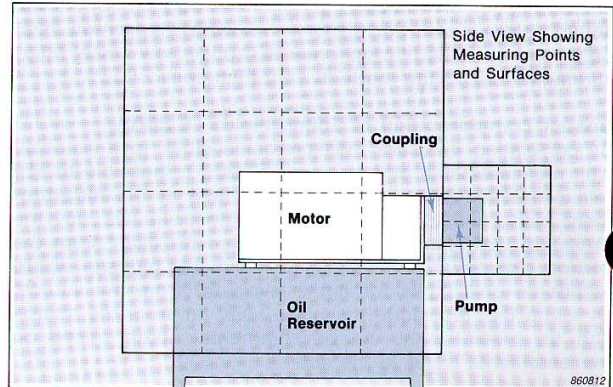 Side View Showing
Measuring Points
and Surfaces
Coupling
Motor
Pump
Oil
Reservoir
860812